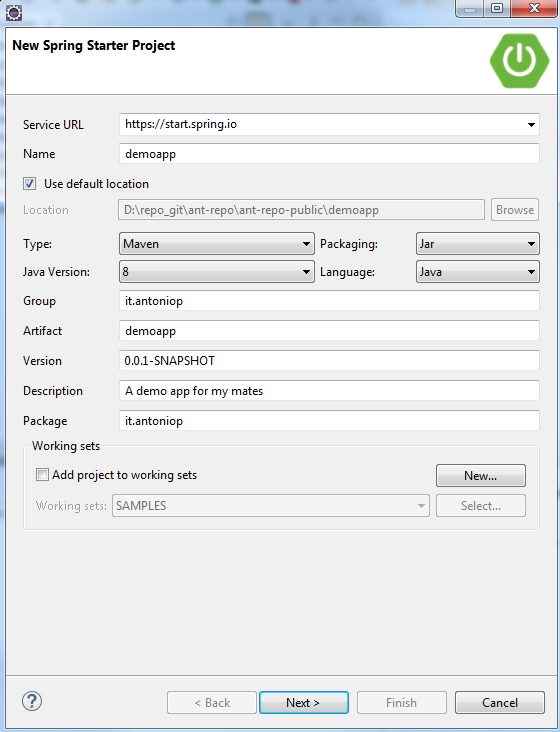 New Spring Starter Project
Service URL https://start.spring.io
Name demoapp
Use default location
Location D:\repo_git\ant-repo\ant-repo-public\demoapp Browse
Type: Maven Packaging: Jar
Java Version: 8 Language: Java
Group it.antoniop
Artifact demoapp
Version 0.0.1-SNAPSHOT
Description A demo app for my mates
Package it.antoniop
Working sets
Add project to working sets New...
Working sets: SAMPLES Select...
? < Back Next > Finish Cancel